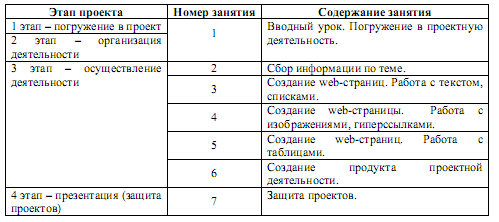 Этап проекта Номер занятия Содержание занятия
1 этап – погружение в проект
2 этап – организация
деятельности
1
Вводный урок. Погружение в проектную
деятельность.
3 этап – осуществление
деятельности
2
Сбор информации по теме.
3
Создание web-страниц. Работа с текстом,
списками.
4
Создание web-страницы. Работа с
изображениями, гиперссылками.
5
Создание web-страниц. Работа с
таблицами.
6
Создание продукта проектной
деятельности.
4 этап – презентация (защита
проектов)
7
Защита проектов.